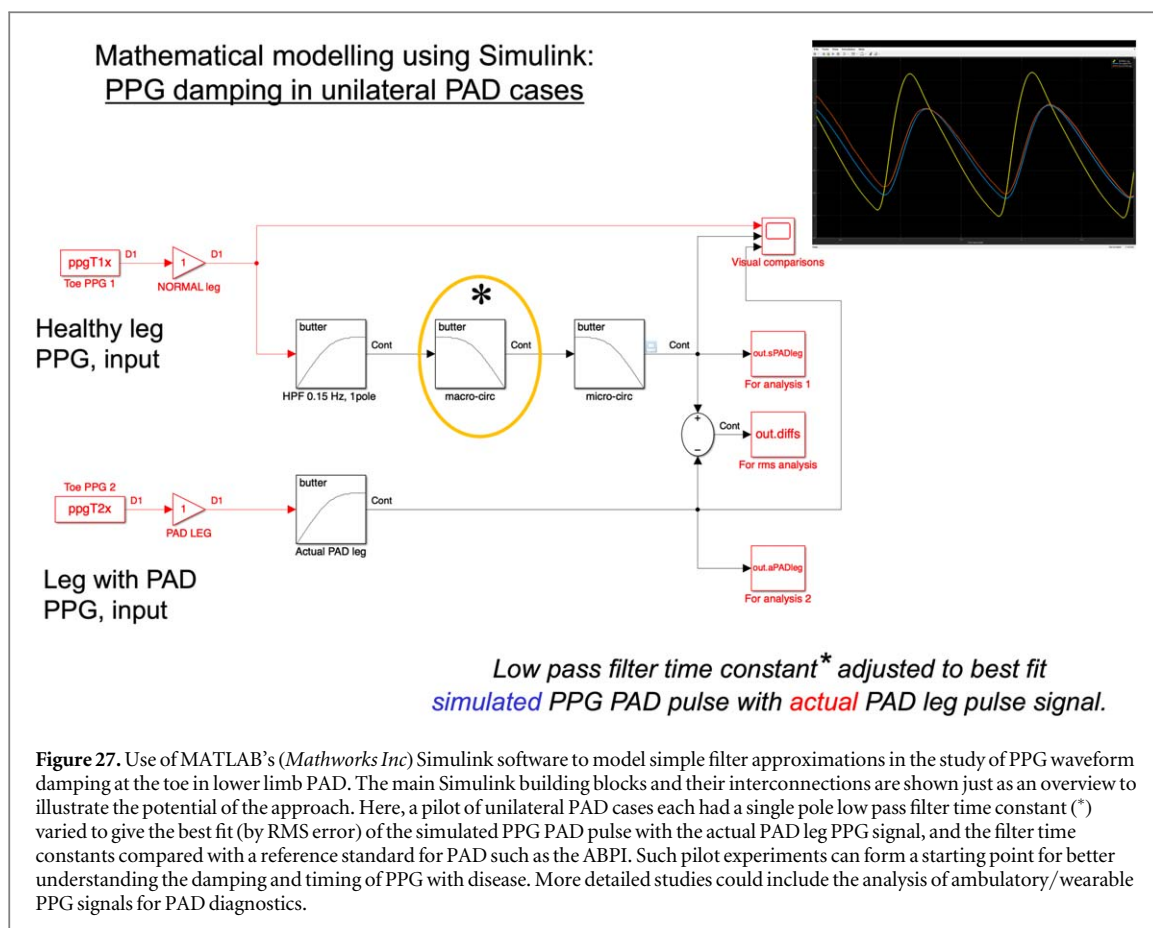 Mathematical modelling using Simulink:
PPG damping in unilateral PAD cases
ppgT1x
D1
1
D1
Toe PPG 1
NORMAL leg
Visual comparisons
*
Healthy leg
PPG, input
butter
Cont
HPF 0.15 Hz, 1pole
butter
Cont
macro-circ
butter
Cont
micro-circ
out.sPADleg
For analysis 1
+
−
Cont
out.diffs
For rms analysis
Toe PPG 2
ppgT2x
D1
1
D1
PAD LEG
butter
Cont
Actual PAD leg
out.aPADleg
For analysis 2
Leg with PAD
PPG, input
Low pass filter time constant* adjusted to best fit
simulated PPG PAD pulse with actual PAD leg pulse signal.
Figure 27. Use of MATLAB's (Mathworks Inc) Simulink software to model simple filter approximations in the study of PPG waveform
damping at the toe in lower limb PAD. The main Simulink building blocks and their interconnections are shown just as an overview to
illustrate the potential of the approach. Here, a pilot of unilateral PAD cases each had a single pole low pass filter time constant (*)
varied to give the best fit (by RMS error) of the simulated PPG PAD pulse with the actual PAD leg PPG signal, and the filter time
constants compared with a reference standard for PAD such as the ABPI. Such pilot experiments can form a starting point for better
understanding the damping and timing of PPG with disease. More detailed studies could include the analysis of ambulatory/wearable
PPG signals for PAD diagnostics.